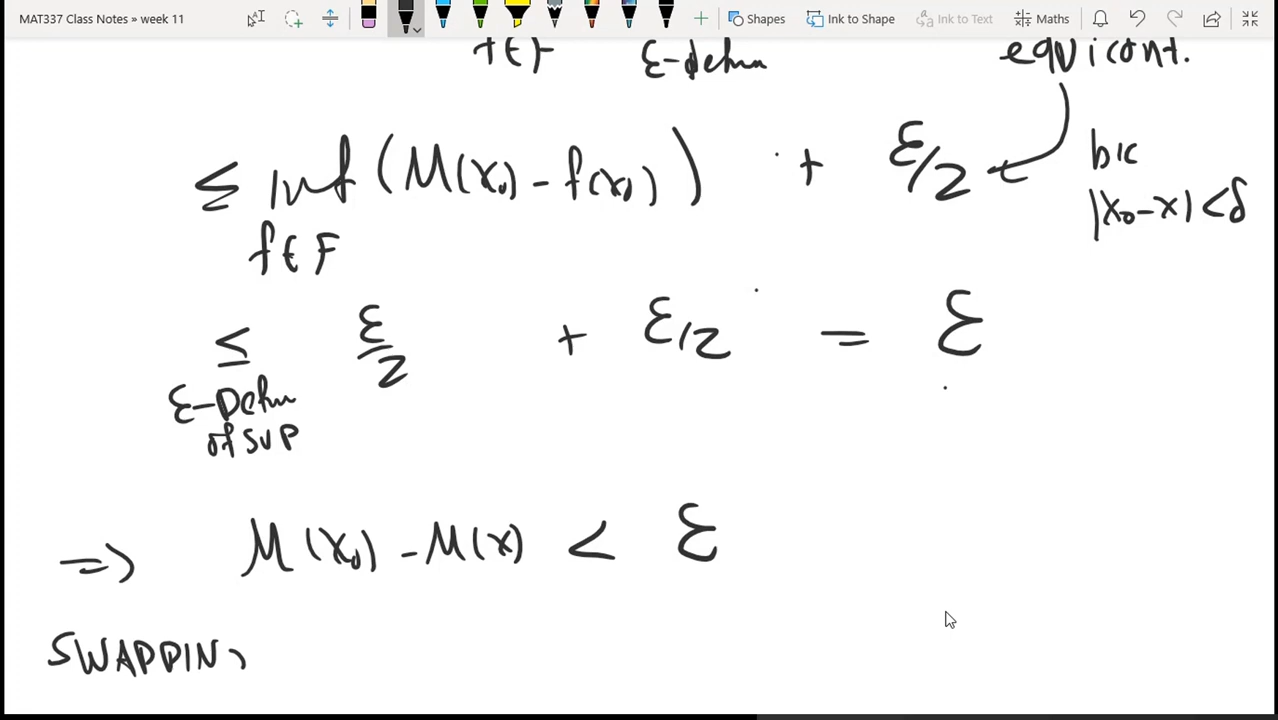 MAT337 Class Notes » week 11
Shapes Ink to Shape Ink to Text Maths
f∈F ε-defn equicont.
≤ inf (M(x₀) - f(x₀)) + ε/2 b/c
f∈F |x₀-x|<δ
≤ ε/2 + ε/2 = ε
ε-Defn
of SUP
=> M(x₀) - M(x) < ε
SWAPPIN